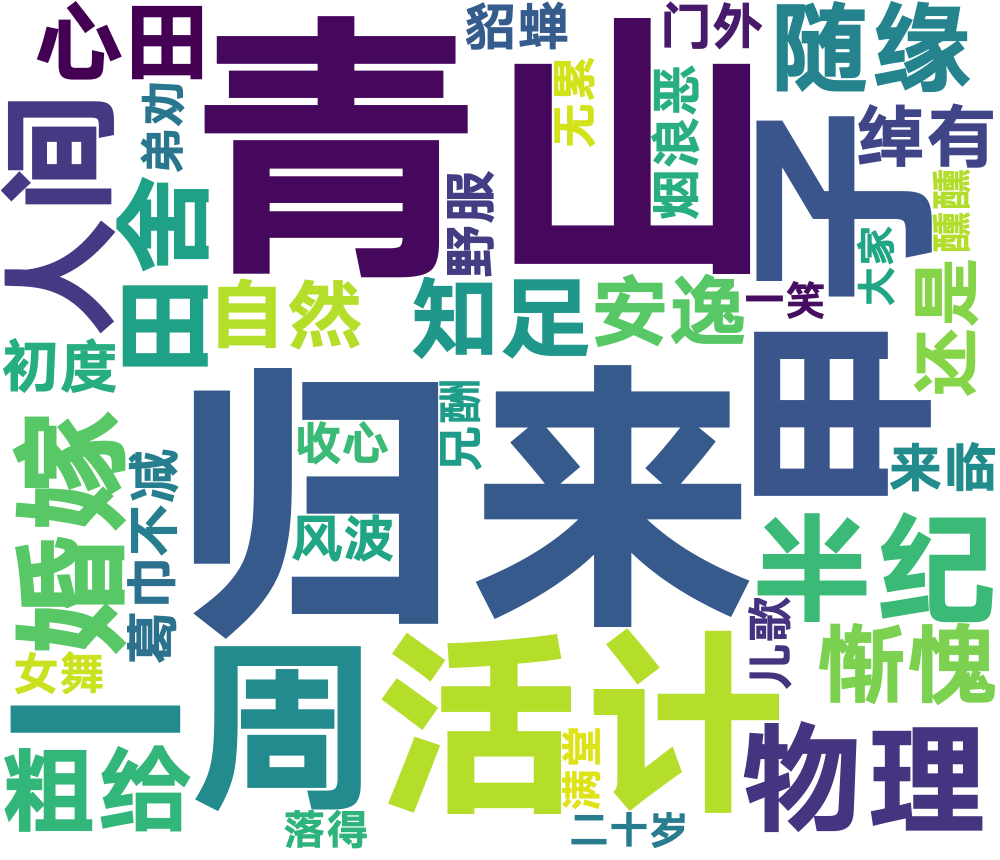 心田
青山
貂蝉
门外
随缘
弟劝
无累
烟浪恶
绰有
人间
舍
野服
子
醺醺
大家
田
自然
知足
安逸
一笑
还是
初度
归来
兄酬
甲
收心
来临
婚嫁
葛巾不减
风波
半纪
女舞
周
活计
儿歌
惭愧
一
粗给
满堂
物理
落得
二十岁